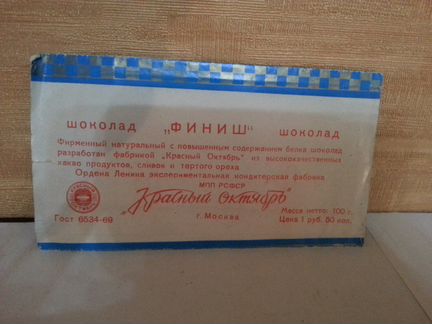 шоколад „ФИНИШ" шоколад
Фирменный натуральный с повышенным содержанием белка шоколад
разработан фабрикой „Красный Октябрь" из высококачественных
какао продуктов, сливок и тертого ореха
Ордена Ленина экспериментальная кондитерская фабрика
МПП РСФСР
„Красный октябрь"
г. Москва
Масса нетто: 100 г.
Цена 1 руб. 50 коп.
Гост 6534-69